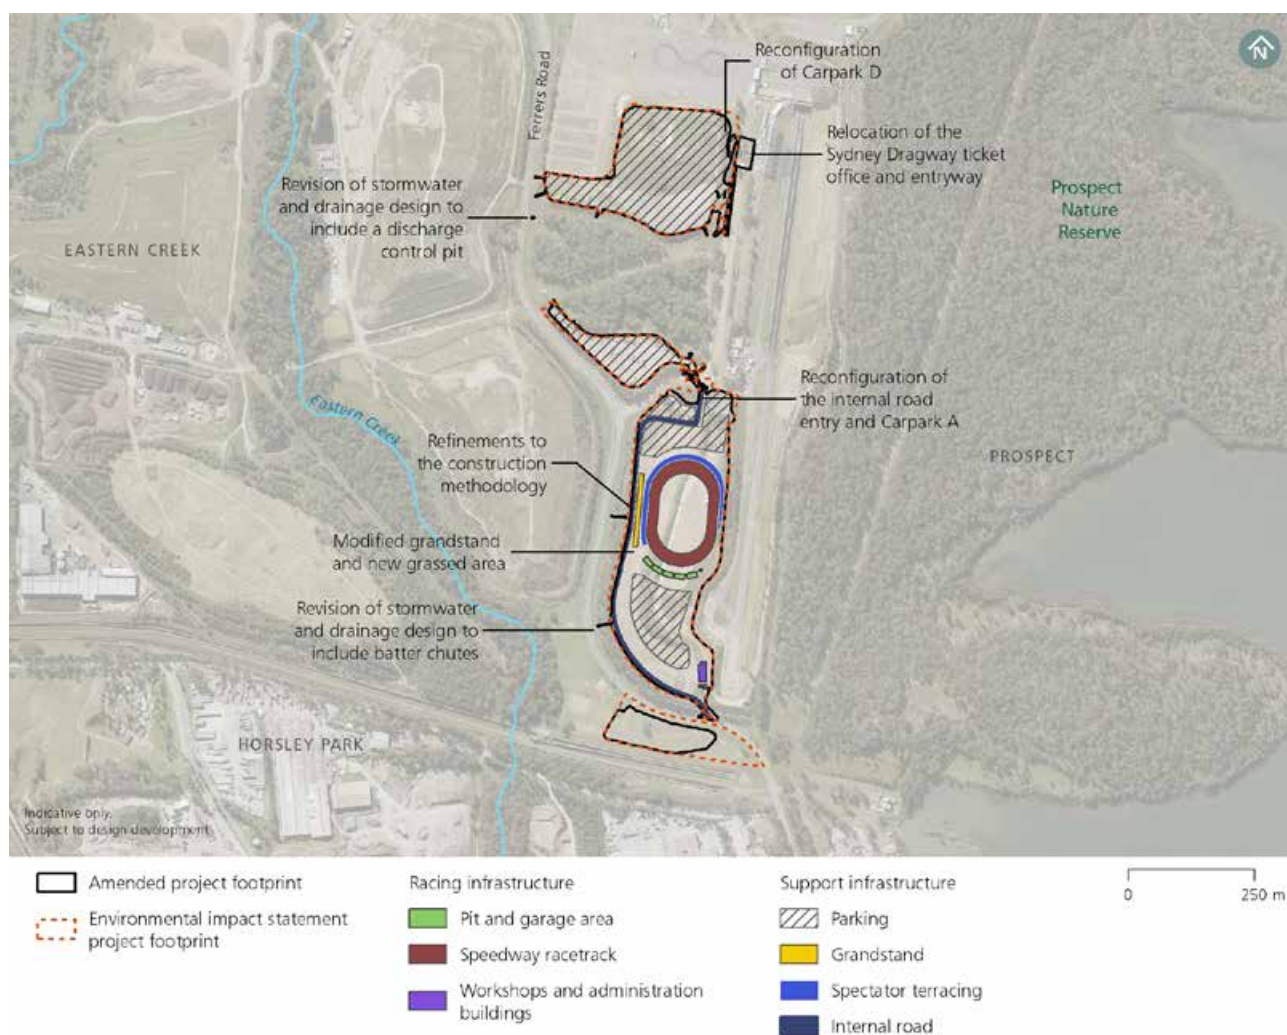 N
Reconfiguration
of Carpark D
Ferrers Road
Relocation of the
Sydney Dragway ticket
office and entryway
Revision of stormwater
and drainage design to
include a discharge
control pit
Prospect
Nature
Reserve
EASTERN CREEK
Reconfiguration of
the internal road
entry and Carpark A
Eastern Creek
Refinements to
the construction
methodology
PROSPECT
Modified grandstand
and new grassed area
Revision of stormwater
and drainage design to
include batter chutes
HORSLEY PARK
Indicative only.
Subject to design development
Amended project footprint
Environmental impact statement
project footprint
Racing infrastructure
Pit and garage area
Speedway racetrack
Workshops and administration
buildings
Support infrastructure
Parking
Grandstand
Spectator terracing
Internal road
0
250 m